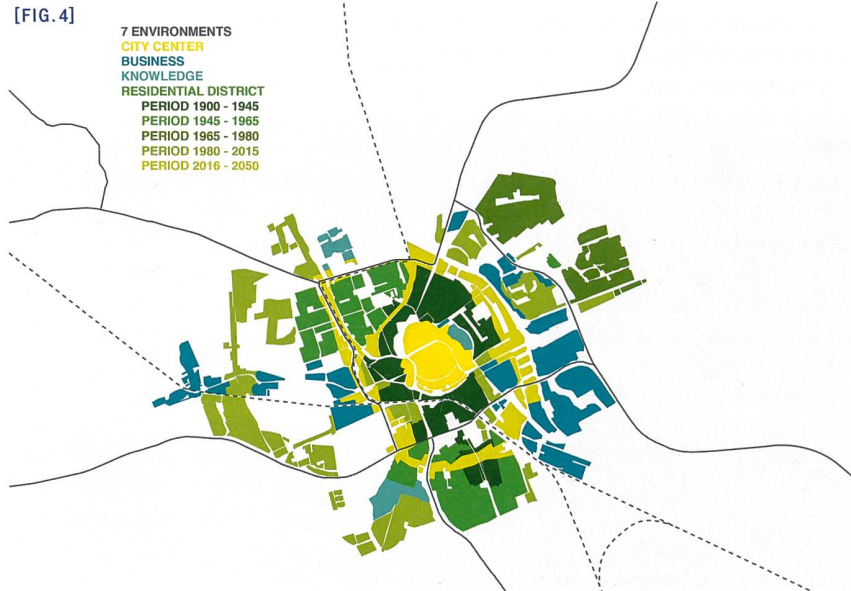 [FIG.4]
7 ENVIRONMENTS
CITY CENTER
BUSINESS
KNOWLEDGE
RESIDENTIAL DISTRICT
PERIOD 1900 - 1945
PERIOD 1945 - 1965
PERIOD 1965 - 1980
PERIOD 1980 - 2015
PERIOD 2016 - 2050